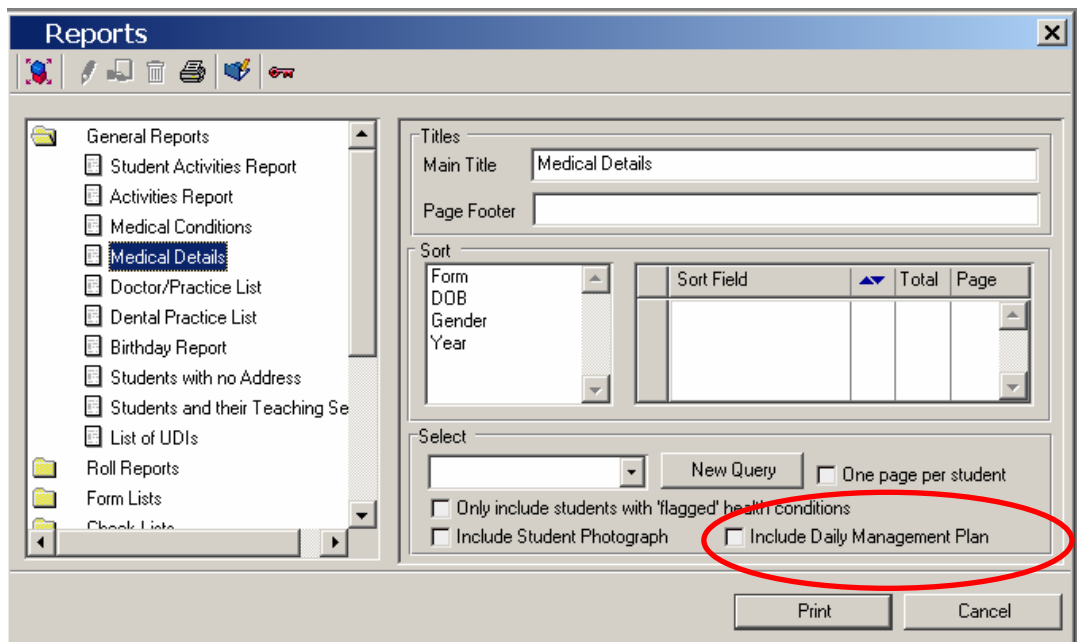 Reports
General Reports
Student Activities Report
Activities Report
Medical Conditions
Medical Details
Doctor/Practice List
Dental Practice List
Birthday Report
Students with no Address
Students and their Teaching Se
List of UDIs
Roll Reports
Form Lists
Check Lists
Titles
Main Title Medical Details
Page Footer
Sort
Form
DOB
Gender
Year
Sort Field Total Page
Select
New Query One page per student
Only include students with 'flagged' health conditions
Include Student Photograph Include Daily Management Plan
Print Cancel